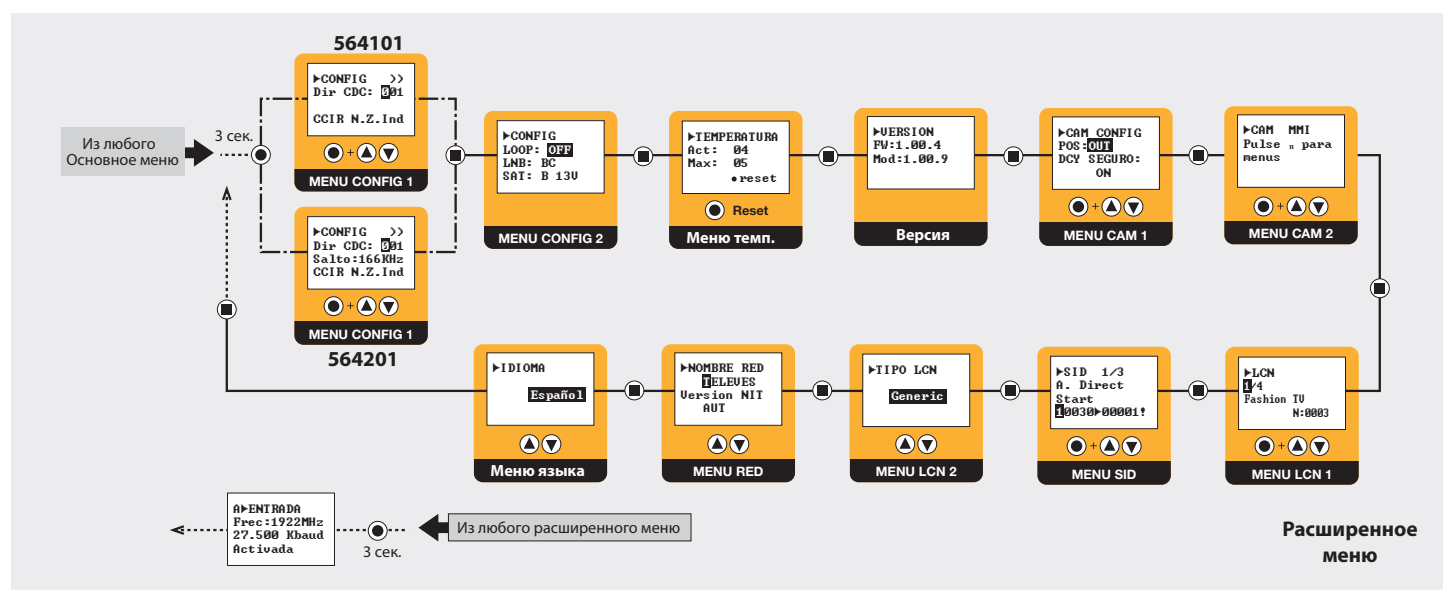 564101
Из любого
Основное меню
3 сек.
▶CONFIG >>
Dir CDC: 001
CCIR N.Z.Ind
+
MENU CONFIG 1
▶CONFIG >>
Dir CDC: 001
Salto:166KHz
CCIR N.Z.Ind
+
MENU CONFIG 1
564201
▶CONFIG
LOOP: OFF
LNB: BC
SAT: B 13V
MENU CONFIG 2
▶TEMPERATURA
Act: 04
Max: 05
●reset
Reset
Меню темп.
▶VERSION
FW:1.00.4
Mod:1.00.9
Версия
▶CAM CONFIG
POS:OUT
DCY SEGURO:
ON
+
MENU CAM 1
▶CAM MMI
Pulse n para
menus
+
MENU CAM 2
▶IDIOMA
Español
Меню языка
▶NOMBRE RED
TELEVES
Version NIT
AUT
MENU RED
▶TIPO LCN
Generic
MENU LCN 2
▶SID 1/3
A. Direct
Start
10030▶00001!
+
MENU SID
▶LCN
1/4
Fashion TV
N:0003
+
MENU LCN 1
A▶ENTRADA
Frec:1922MHz
27.500 Kbaud
Activada
3 сек.
Из любого расширенного меню
Расширенное
меню